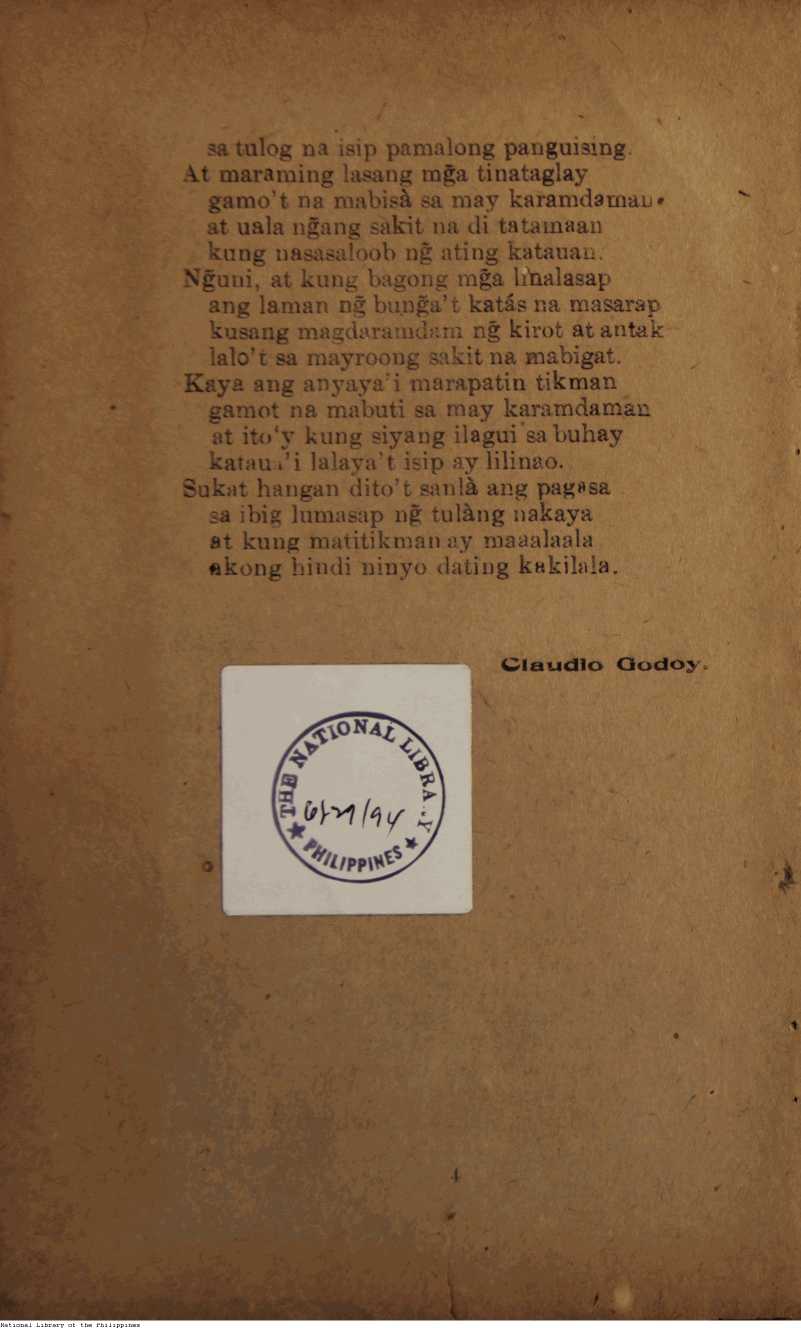 sa tulog na isip pamalong panguising.
At maraming lasang mg̃a tinataglay
gamo't na mabisà sa may karamdaman.
at uala ng̃ang sakit na di tatamaan
kung nasasaloob ng̃ ating katauan.
Ng̃uni, at kung bagong mg̃a linalasap
ang laman ng̃ bung̃a't katás na masarap
kusang magdaramdam ng̃ kirot at antak
lalo't sa mayroong sakit na mabigat.
Kaya ang anyaya'i marapatin tikman
gamot na mabuti sa may karamdaman
at ito'y kung siyang ilagui sa buhay
kataua'i lalaya't isip ay lilinao.
Sukat hangan dito't sanlà ang pagasa
sa ibig lumasap ng̃ tulàng nakaya
at kung matitikman ay maaalaala
akong hindi ninyo dating kakilala.
Claudio Godoy.
THE NATIONAL LIBRARY
6/29/94
PHILIPPINES
4
National Library of the Philippines